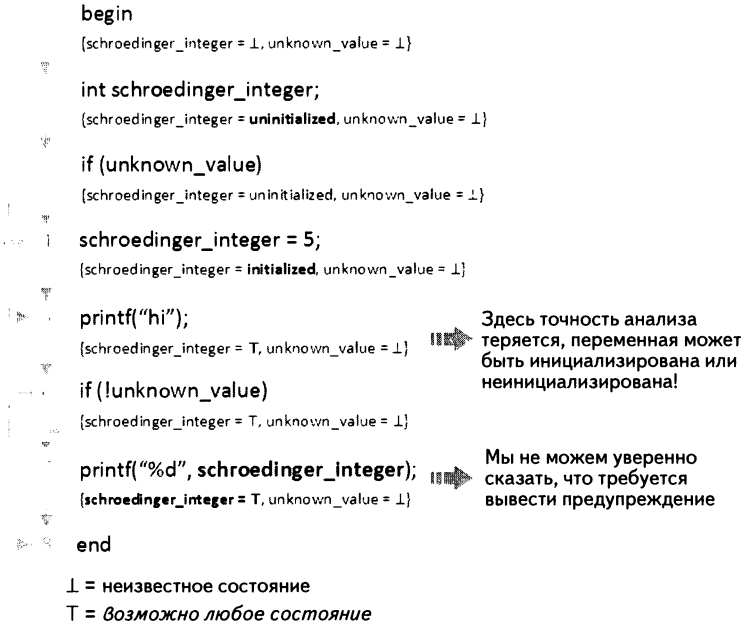 begin
{schroedinger_integer = ⊥, unknown_value = ⊥}
int schroedinger_integer;
{schroedinger_integer = uninitialized, unknown_value = ⊥}
if (unknown_value)
{schroedinger_integer = uninitialized, unknown_value = ⊥}
schroedinger_integer = 5;
{schroedinger_integer = initialized, unknown_value = ⊥}
printf("hi");
{schroedinger_integer = T, unknown_value = ⊥}
Здесь точность анализа
теряется, переменная может
быть инициализирована или
неинициализирована!
if (!unknown_value)
{schroedinger_integer = T, unknown_value = ⊥}
printf("%d", schroedinger_integer);
{schroedinger_integer = T, unknown_value = ⊥}
Мы не можем уверенно
сказать, что требуется
вывести предупреждение
end
⊥ = неизвестное состояние
T = Возможно любое состояние